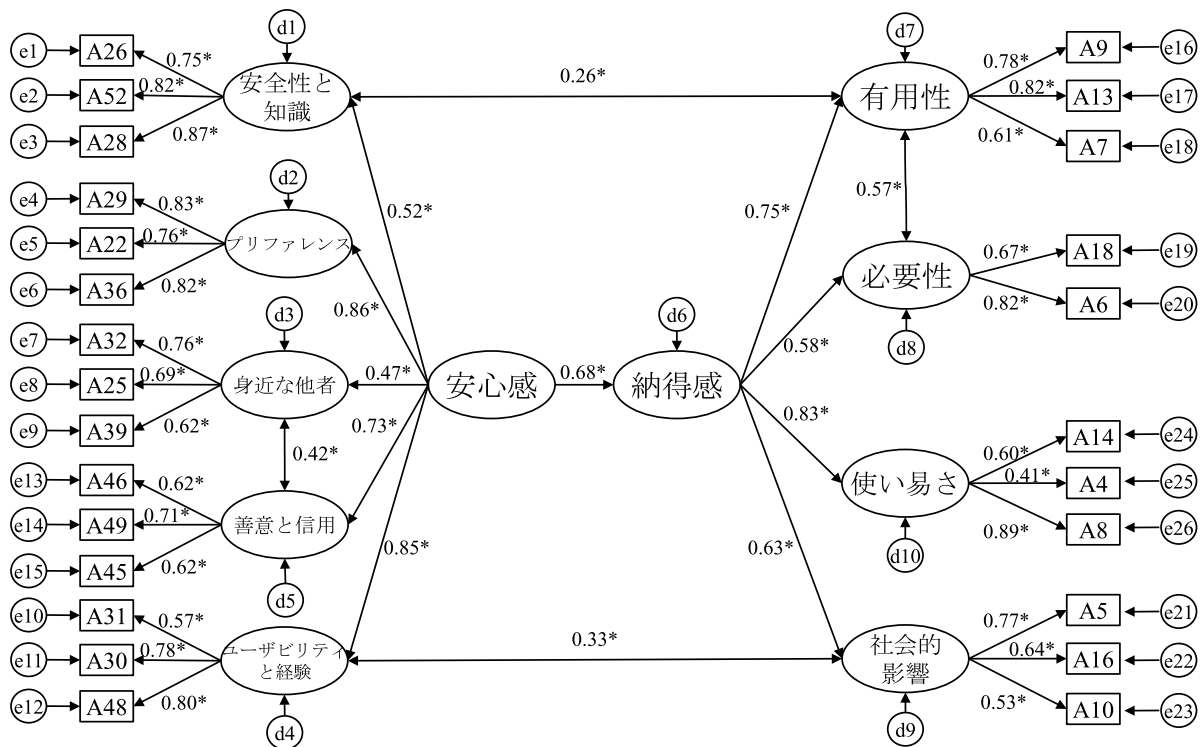 d1
d7
e1 A26 0.75* 安全性と 知識 0.26* 有用性 0.78* A9 e16
e2 A52 0.82* 0.82* A13 e17
e3 A28 0.87* 0.61* A7 e18
d2
e4 A29 0.83* 0.52* 0.75* 0.57*
e5 A22 0.76* プリファレンス 必要性 0.67* A18 e19
e6 A36 0.82* 0.86* 0.82* A6 e20
d3 d6 d8
e7 A32 0.76* 0.58*
e8 A25 0.69* 身近な他者 0.47* 安心感 0.68* 納得感
e9 A39 0.62* 0.73* 0.83*
0.42*
e13 A46 0.62* 0.60* A14 e24
e14 A49 0.71* 善意と信用 使い易さ 0.41* A4 e25
e15 A45 0.62* 0.85* 0.63* 0.89* A8 e26
d5 d10
e10 A31 0.57* 0.77* A5 e21
e11 A30 0.78* ユーザビリティ と経験 0.33* 社会的 影響 0.64* A16 e22
e12 A48 0.80* 0.53* A10 e23
d4 d9